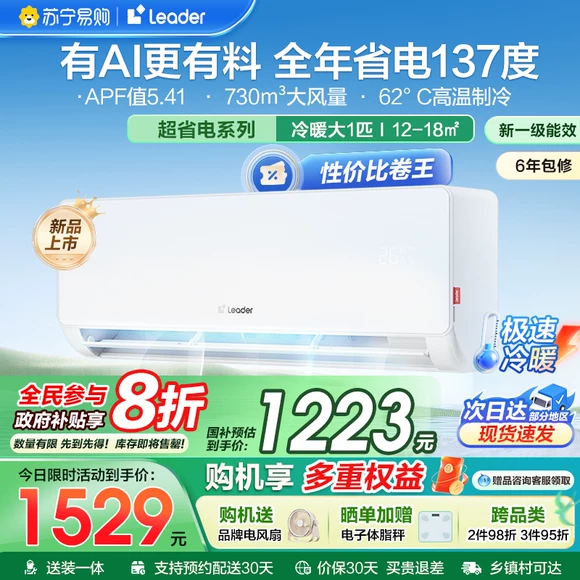 苏宁易购 Leader
有AI更有料 全年省电137度
·APF值5.41 · 730m³大风量 · 62°C高温制冷
超省电系列 冷暖大1匹 | 12-18㎡ 新一级能效
性价比卷王 6年包修
新品上市
26
Leader
Leader
极速冷暖
全民参与
政府补贴享 8折
数量有限 先到先得！库存即将售罄！
国补预估到手价： 1223元
次日达 部分地区
现货速发
今日限时活动到手价：
1529元
购机享 多重权益
赠品咨询客服领取
购机送
品牌电风扇
晒单加赠
电子体脂秤
跨品类
2件98折 3件95折
送装一体 支持预约配送30天 价保30天 买贵退差 乡镇村可达